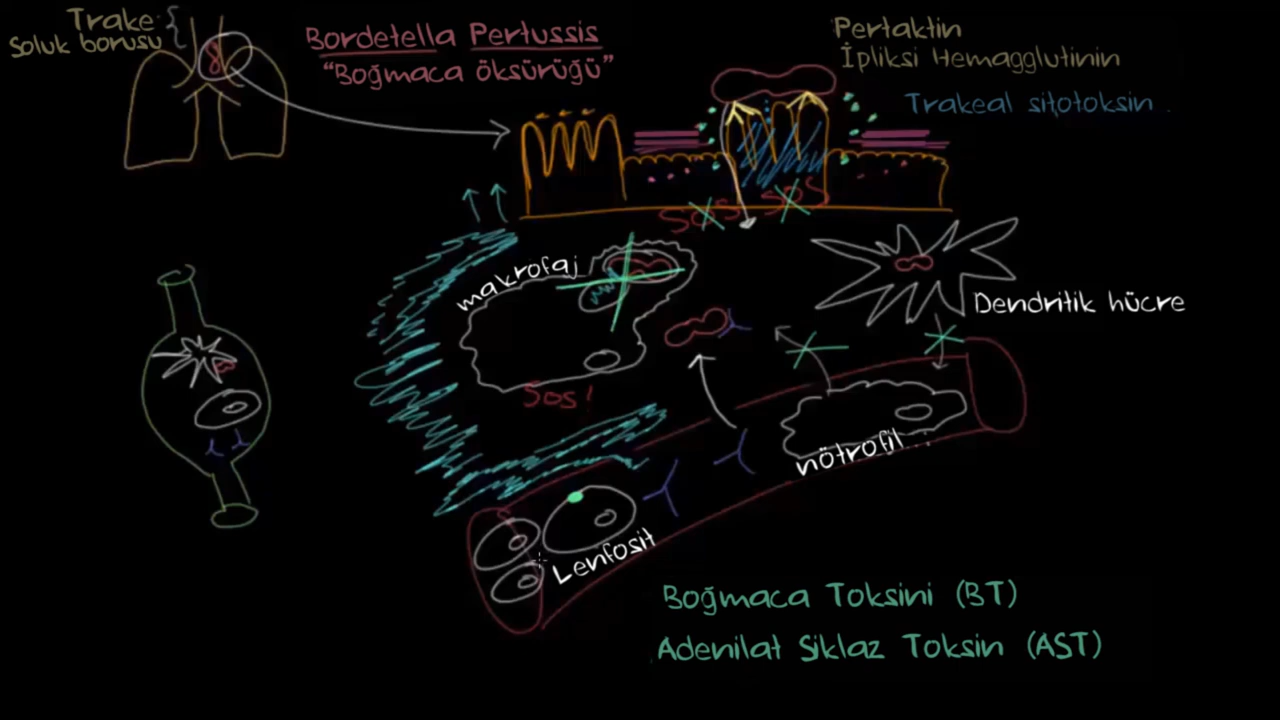 Trake
Soluk borusu
Bordetella Pertussis
"Boğmaca öksürüğü"
Pertaktin
İpliksi Hemagglutinin
Trakeal sitotoksin
SOS!
SOS
makrofaj
Dendritik hücre
Sos!
nötrofil
Lenfosit
Boğmaca Toksini (BT)
Adenilat Siklaz Toksin (AST)